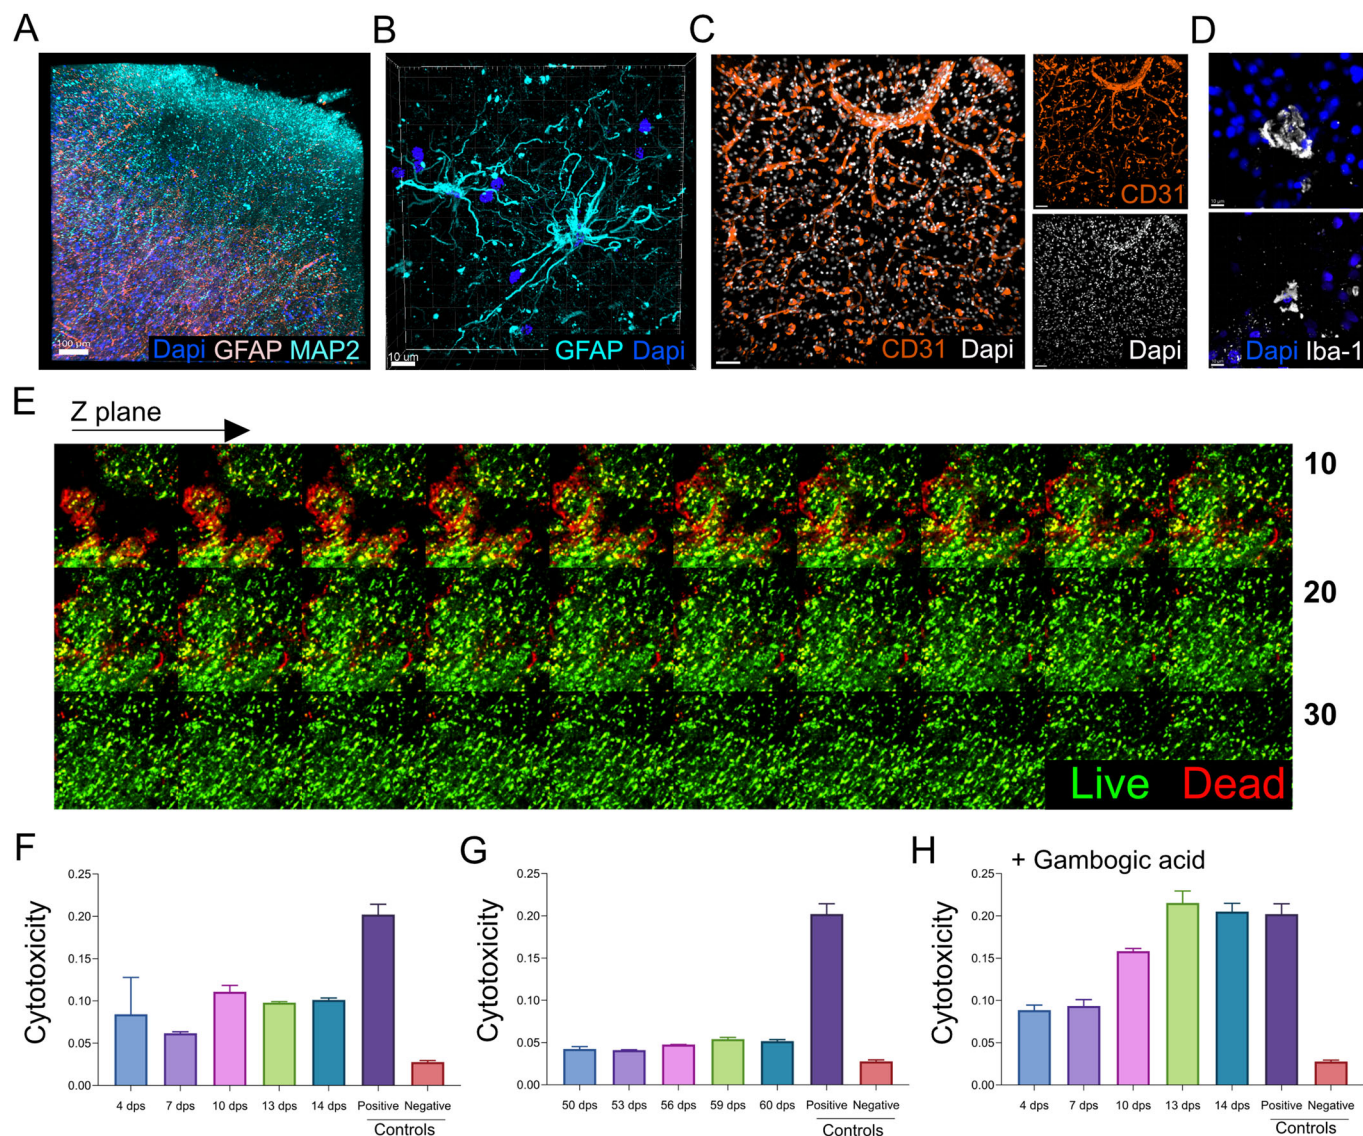 A
B
C
D
100 µm
Dapi GFAP MAP2
10 um
GFAP Dapi
CD31 Dapi
CD31
Dapi
10 µm
Dapi Iba-1
E
Z plane
10
20
30
Live Dead
F
Cytotoxicity
0.25
0.20
0.15
0.10
0.05
0.00
4 dps 7 dps 10 dps 13 dps 14 dps Positive Negative
Controls
G
Cytotoxicity
0.25
0.20
0.15
0.10
0.05
0.00
50 dps 53 dps 56 dps 59 dps 60 dps Positive Negative
Controls
H
+ Gambogic acid
Cytotoxicity
0.25
0.20
0.15
0.10
0.05
0.00
4 dps 7 dps 10 dps 13 dps 14 dps Positive Negative
Controls